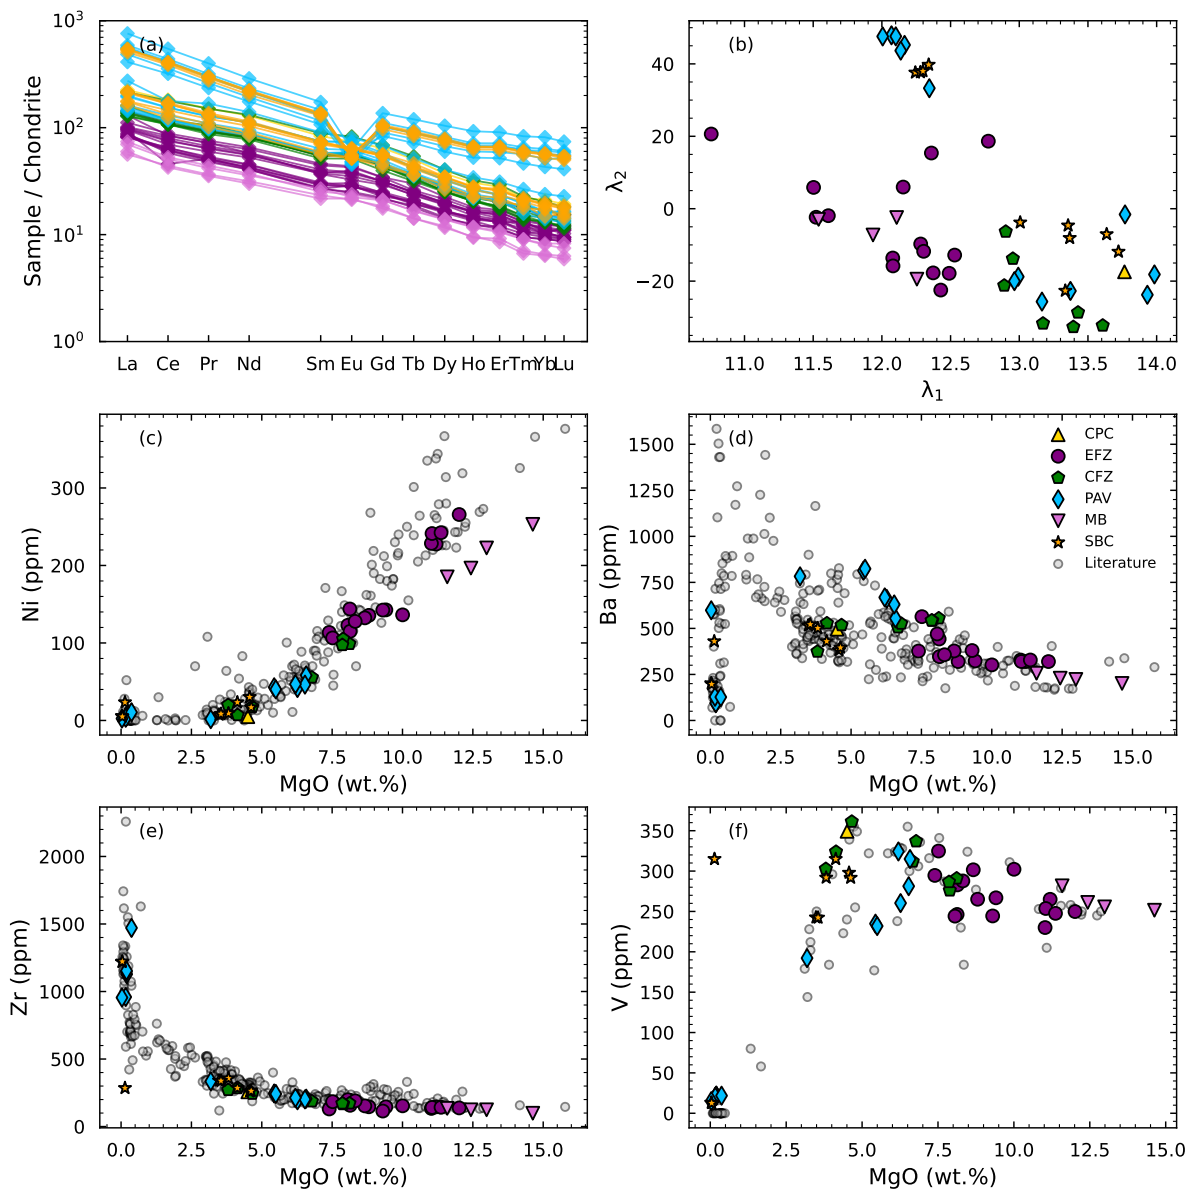 (a)
10³
10²
10¹
10⁰
Sample / Chondrite
La Ce Pr Nd Sm Eu Gd Tb Dy Ho Er Tm Yb Lu
(b)
40
20
0
−20
λ₂
11.0 11.5 12.0 12.5 13.0 13.5 14.0
λ₁
(c)
300
200
100
0
Ni (ppm)
0.0 2.5 5.0 7.5 10.0 12.5 15.0
MgO (wt.%)
(d)
1500
1250
1000
750
500
250
0
Ba (ppm)
CPC
EFZ
CFZ
PAV
MB
SBC
Literature
0.0 2.5 5.0 7.5 10.0 12.5 15.0
MgO (wt.%)
(e)
2000
1500
1000
500
0
Zr (ppm)
0.0 2.5 5.0 7.5 10.0 12.5 15.0
MgO (wt.%)
(f)
350
300
250
200
150
100
50
0
V (ppm)
0.0 2.5 5.0 7.5 10.0 12.5 15.0
MgO (wt.%)